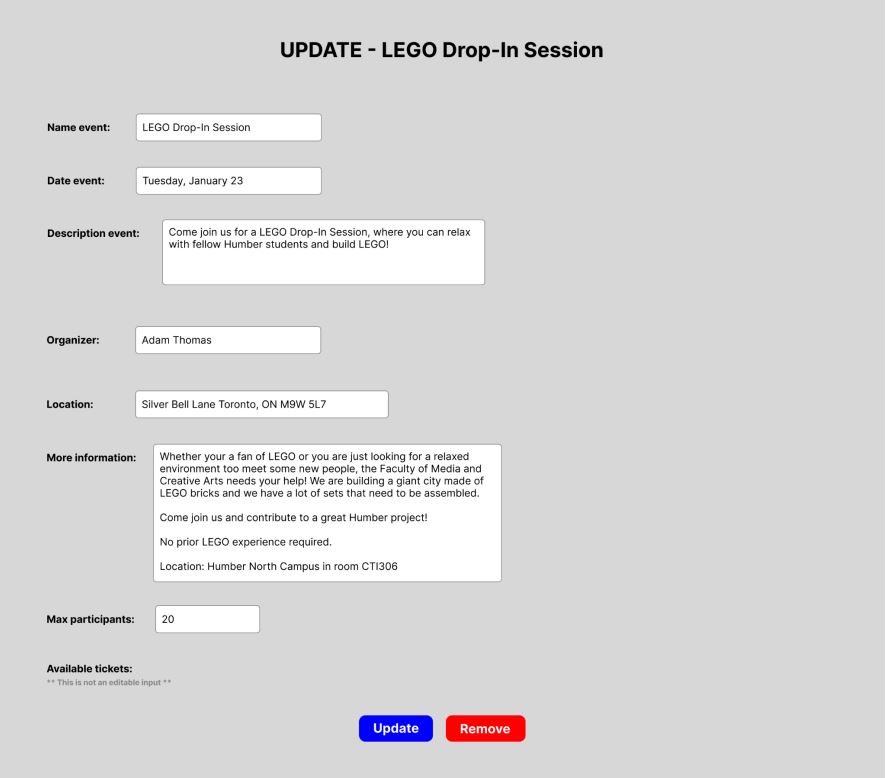 UPDATE - LEGO Drop-In Session
Name event:
LEGO Drop-In Session
Date event:
Tuesday, January 23
Description event:
Come join us for a LEGO Drop-In Session, where you can relax
with fellow Humber students and build LEGO!
Organizer:
Adam Thomas
Location:
Silver Bell Lane Toronto, ON M9W 5L7
More information:
Whether your a fan of LEGO or you are just looking for a relaxed
environment too meet some new people, the Faculty of Media and
Creative Arts needs your help! We are building a giant city made of
LEGO bricks and we have a lot of sets that need to be assembled.
Come join us and contribute to a great Humber project!
No prior LEGO experience required.
Location: Humber North Campus in room CTI306
Max participants:
20
Available tickets:
** This is not an editable input **
Update
Remove